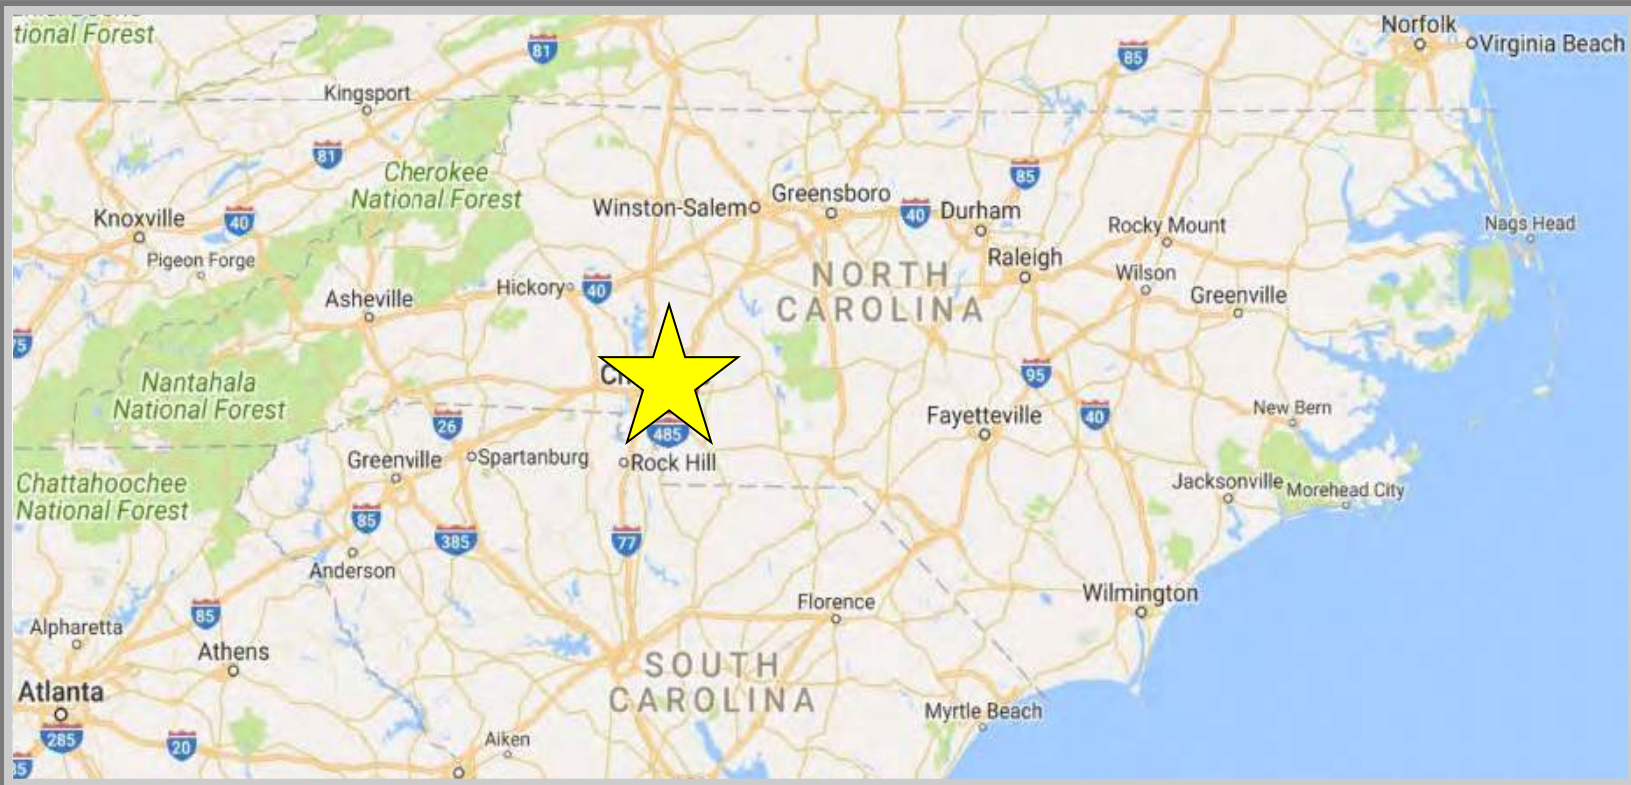 tional Forest
81
85
Norfolk
Virginia Beach
Kingsport
81
Cherokee
National Forest
85
Knoxville
40
Winston-Salem
Greensboro
40
Durham
Rocky Mount
Nags Head
Pigeon Forge
Raleigh
Hickory
40
NORTH
CAROLINA
Wilson
Greenville
Asheville
Nantahala
National Forest
95
26
485
Fayetteville
40
New Bern
Greenville
Spartanburg
Rock Hill
Chattahoochee
National Forest
Jacksonville
Morehead City
85
385
77
Anderson
Wilmington
85
Florence
Alpharetta
Athens
SOUTH
CAROLINA
Atlanta
Myrtle Beach
285
20
Aiken